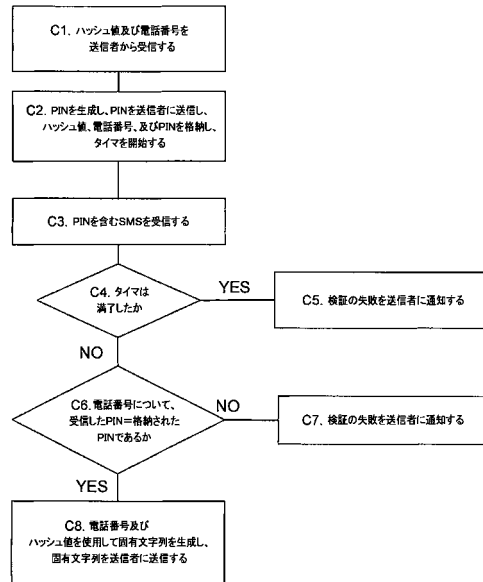 C1. ハッシュ値及び電話番号を
送信者から受信する
C2. PINを生成し、PINを送信者に送信し、
ハッシュ値、電話番号、及びPINを格納し、
タイマを開始する
C3. PINを含むSMSを受信する
C4. タイマは
満了したか
YES
C5. 検証の失敗を送信者に通知する
NO
C6. 電話番号について、
受信したPIN＝格納された
PINであるか
NO
C7. 検証の失敗を送信者に通知する
YES
C8. 電話番号及び
ハッシュ値を使用して固有文字列を生成し、
固有文字列を送信者に送信する